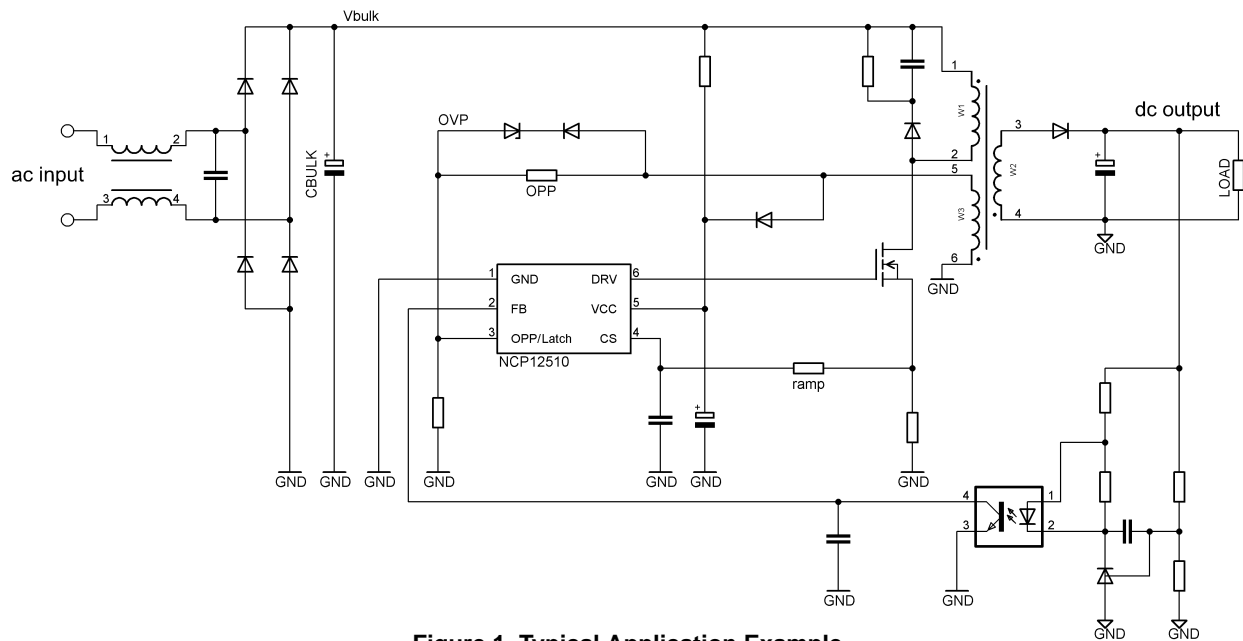 Vbulk
1
W1
dc output
OVP
3
1
2
2
W2
5
ac input
CBULK
+
OPP
+
LOAD
3
4
W3
4
GND
6
GND
1
GND
DRV
6
2
FB
VCC
5
3
OPP/Latch
CS
4
NCP12510
ramp
+
GND
GND
GND
GND
GND
GND
GND
4
1
3
2
GND
GND
GND
GND
Figure 1. Typical Application Example